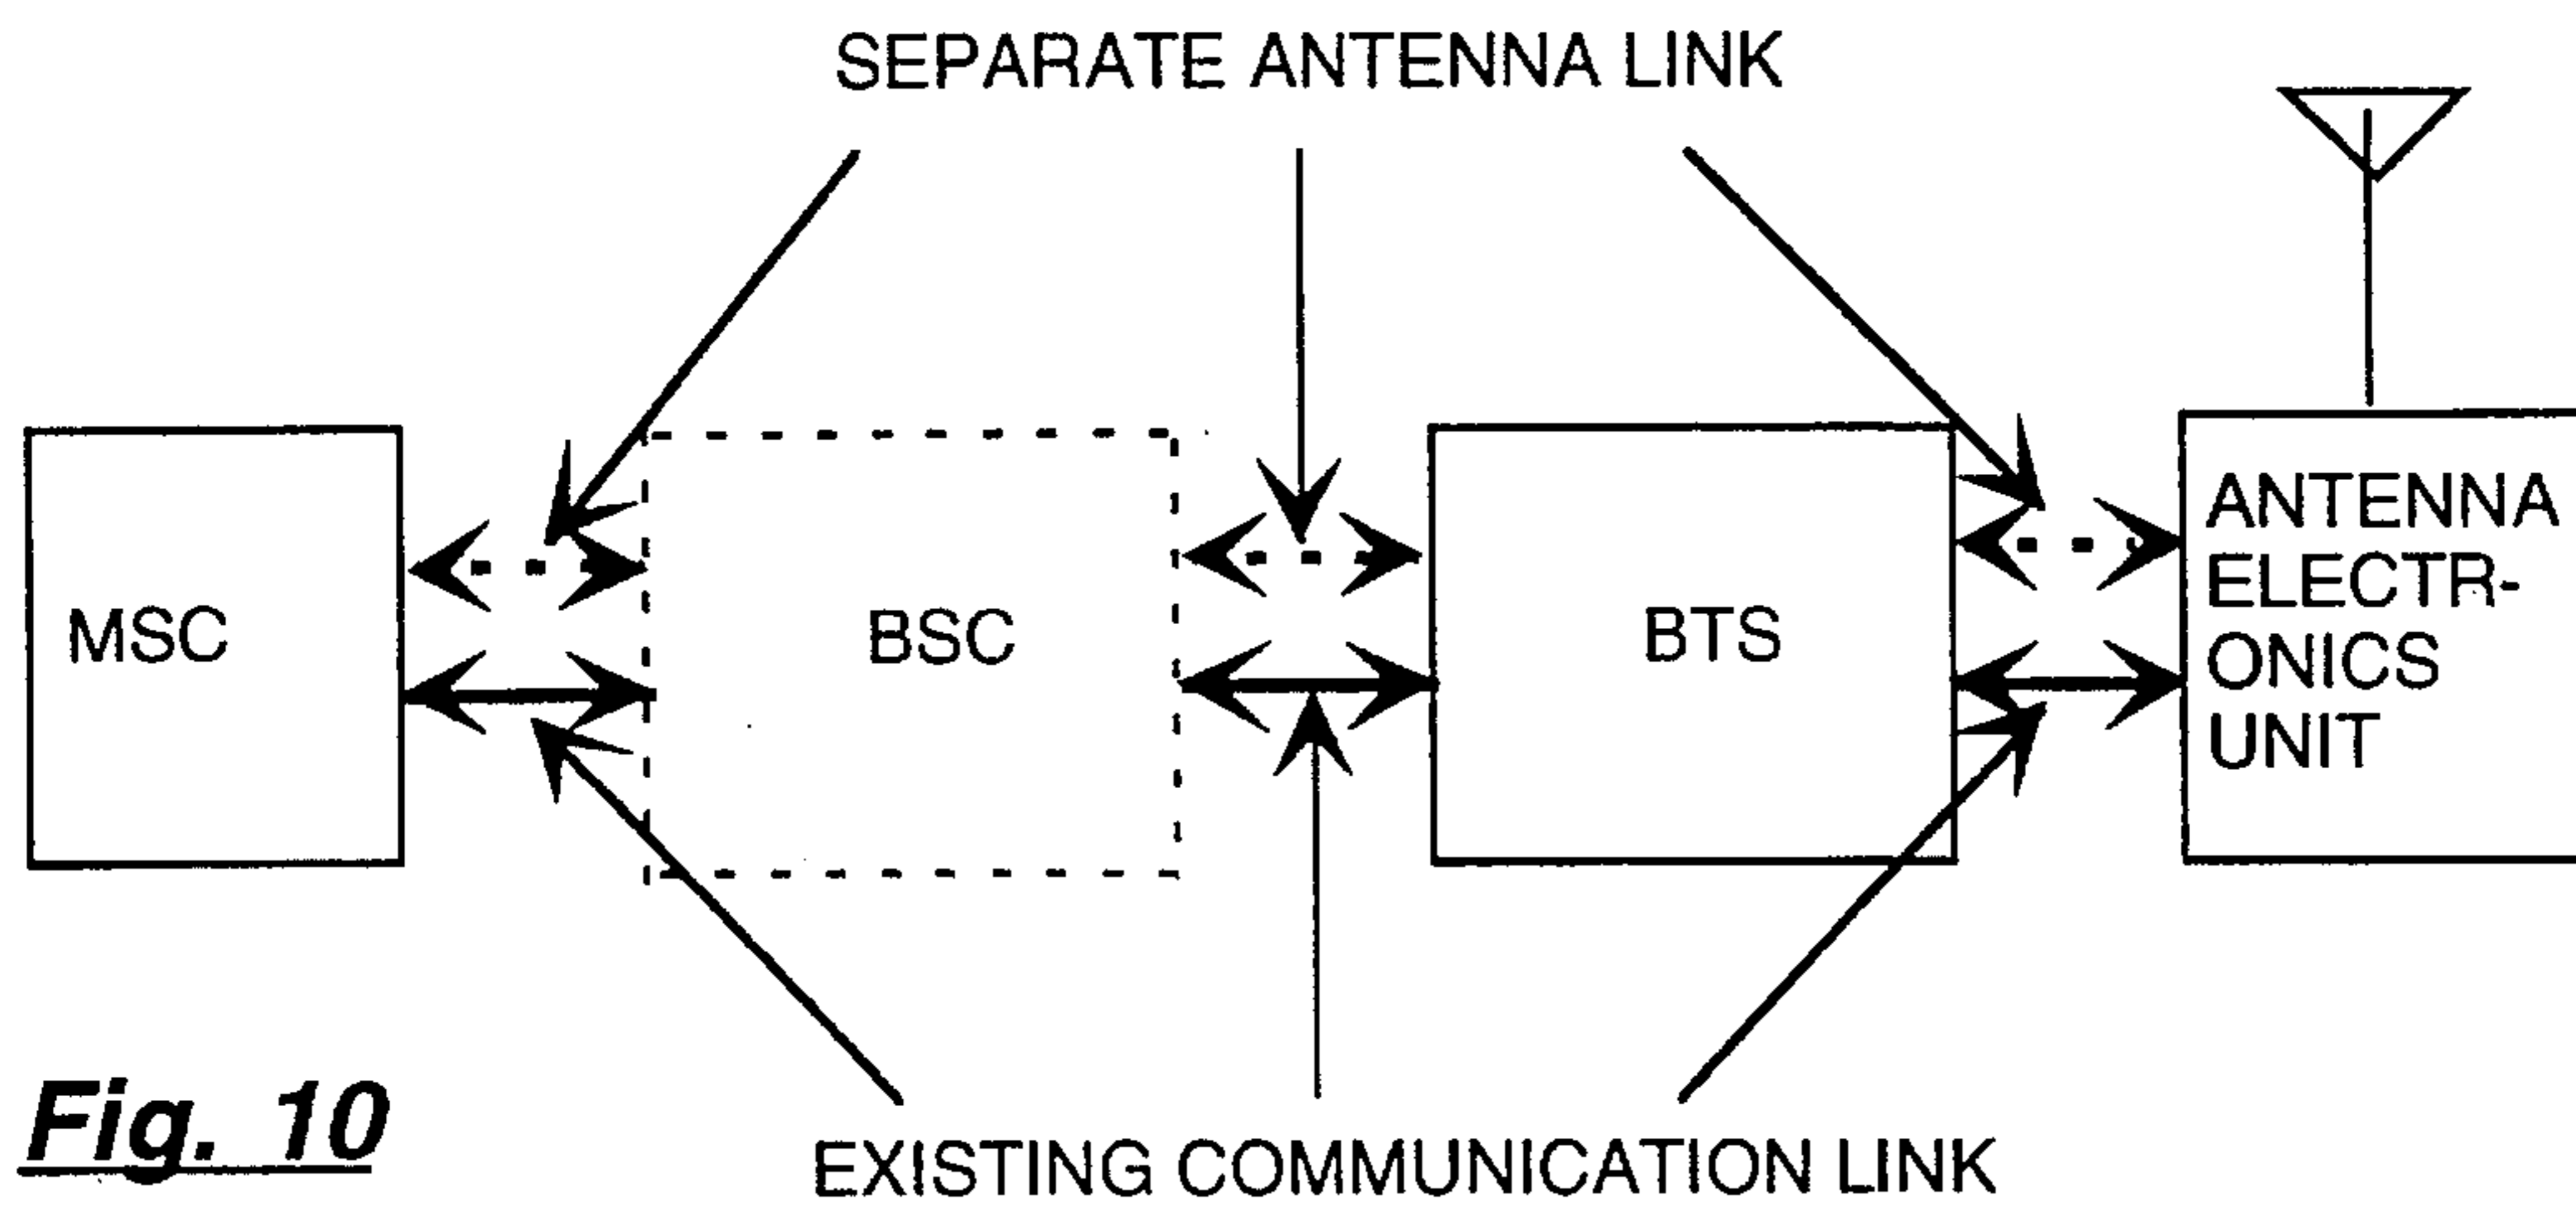 SEPARATE ANTENNA LINK
MSC
BSC
BTS
ANTENNA
ELECTR-
ONICS
UNIT
Fig. 10
EXISTING COMMUNICATION LINK